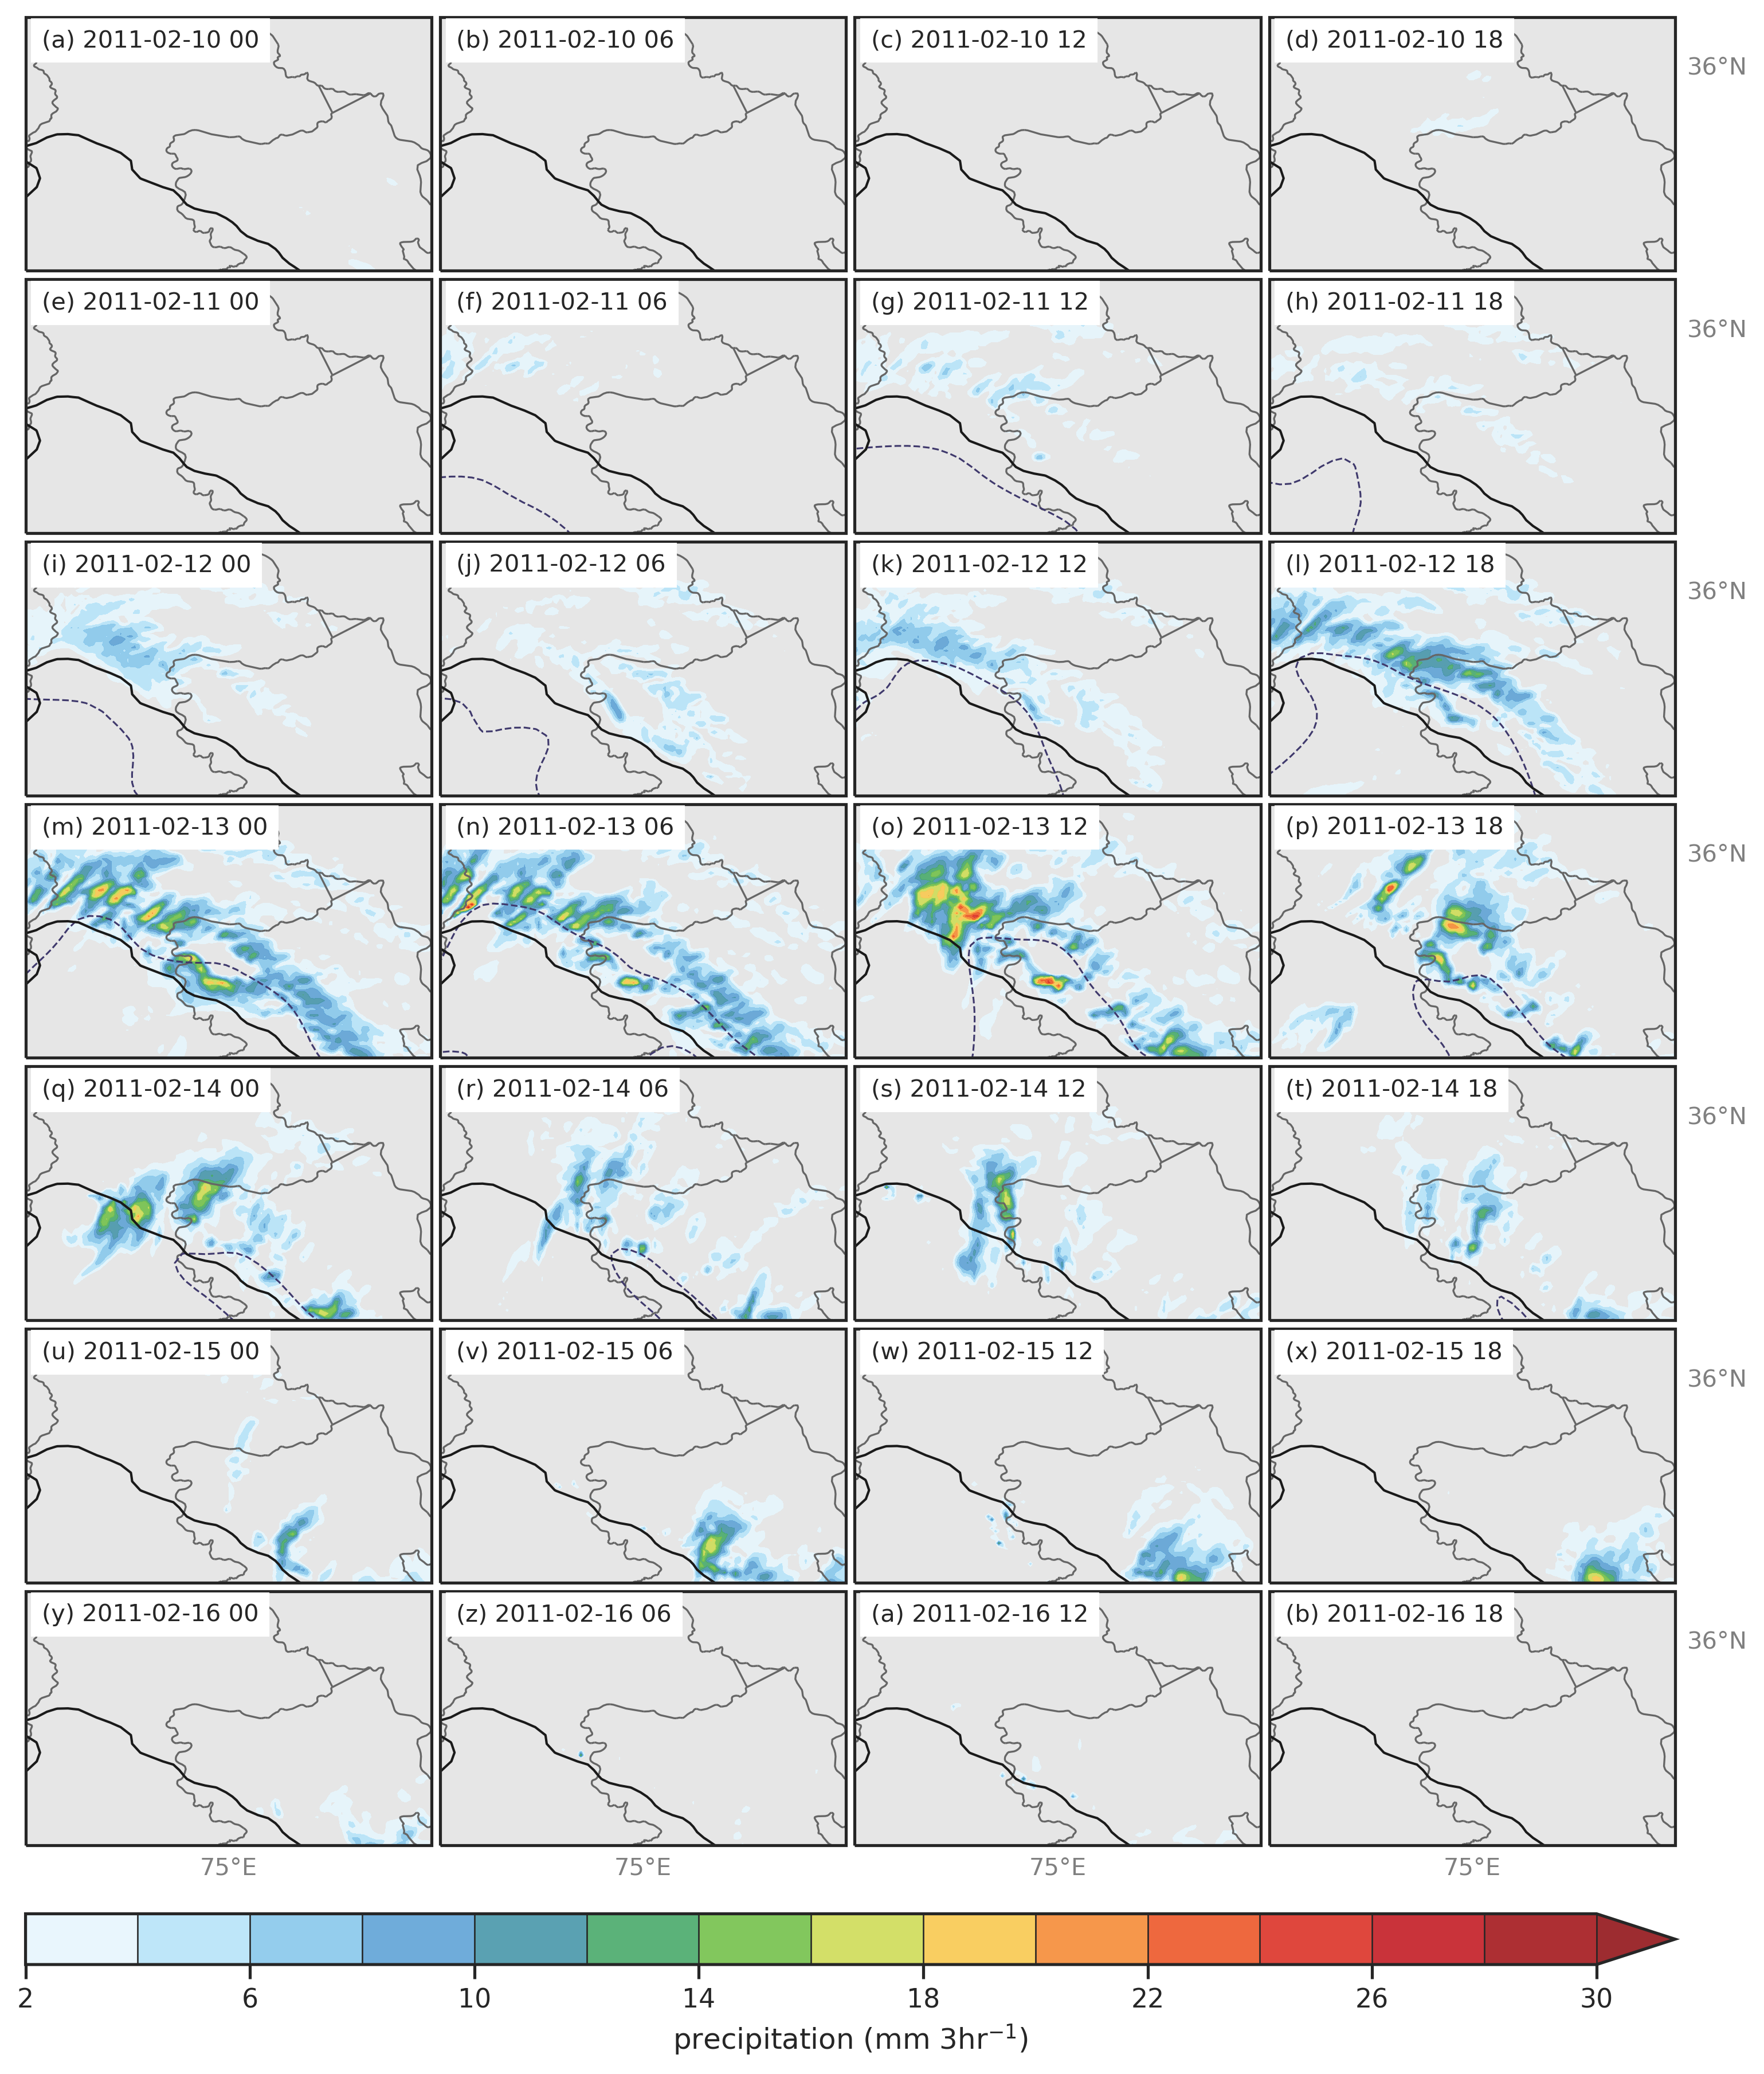 (a) 2011-02-10 00
(b) 2011-02-10 06
(c) 2011-02-10 12
(d) 2011-02-10 18
36°N
(e) 2011-02-11 00
(f) 2011-02-11 06
(g) 2011-02-11 12
(h) 2011-02-11 18
36°N
(i) 2011-02-12 00
(j) 2011-02-12 06
(k) 2011-02-12 12
(l) 2011-02-12 18
36°N
(m) 2011-02-13 00
(n) 2011-02-13 06
(o) 2011-02-13 12
(p) 2011-02-13 18
36°N
(q) 2011-02-14 00
(r) 2011-02-14 06
(s) 2011-02-14 12
(t) 2011-02-14 18
36°N
(u) 2011-02-15 00
(v) 2011-02-15 06
(w) 2011-02-15 12
(x) 2011-02-15 18
36°N
(y) 2011-02-16 00
(z) 2011-02-16 06
(a) 2011-02-16 12
(b) 2011-02-16 18
36°N
75°E
75°E
75°E
75°E
2 6 10 14 18 22 26 30
precipitation (mm 3hr⁻¹)